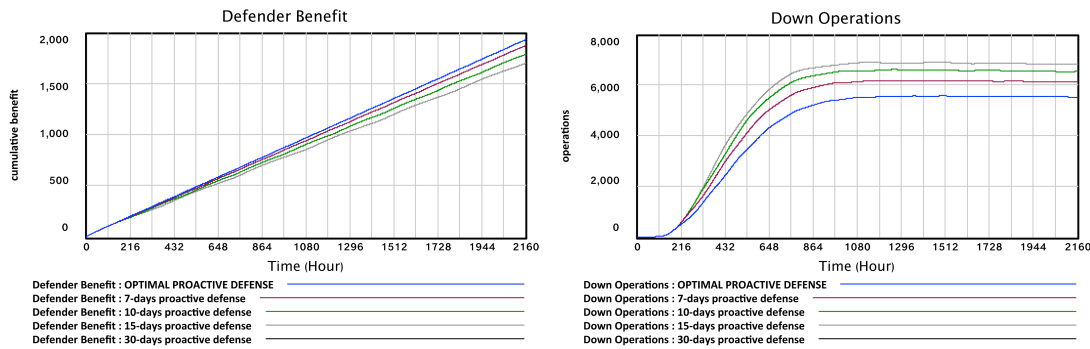 Defender Benefit
2,000
1,500
1,000
500
0
cumulative benefit
0 216 432 648 864 1080 1296 1512 1728 1944 2160
Time (Hour)
Defender Benefit : OPTIMAL PROACTIVE DEFENSE
Defender Benefit : 7-days proactive defense
Defender Benefit : 10-days proactive defense
Defender Benefit : 15-days proactive defense
Defender Benefit : 30-days proactive defense
Down Operations
8,000
6,000
4,000
2,000
0
operations
0 216 432 648 864 1080 1296 1512 1728 1944 2160
Time (Hour)
Down Operations : OPTIMAL PROACTIVE DEFENSE
Down Operations : 7-days proactive defense
Down Operations : 10-days proactive defense
Down Operations : 15-days proactive defense
Down Operations : 30-days proactive defense